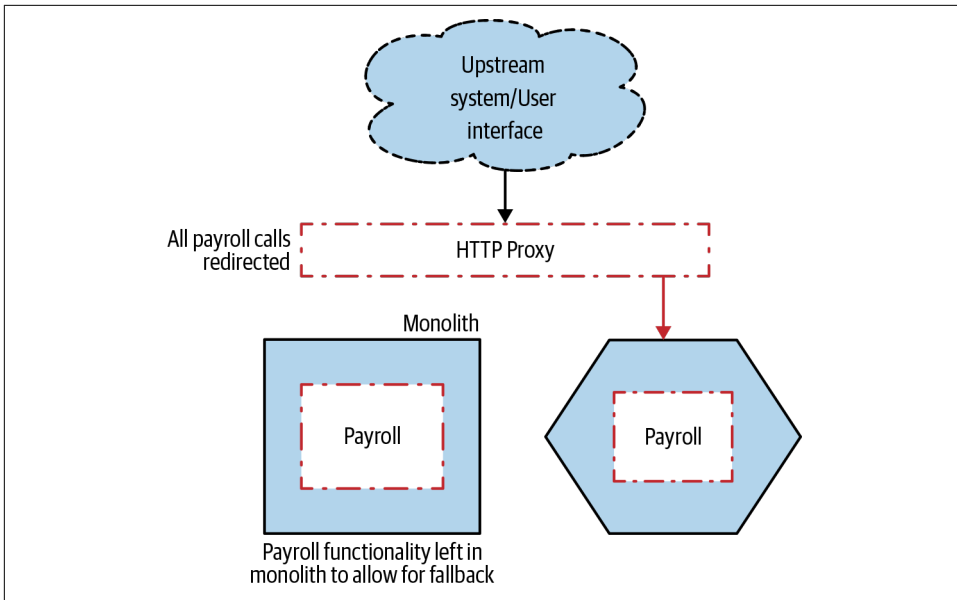 Upstream
system/User
interface
All payroll calls
redirected
HTTP Proxy
Monolith
Payroll
Payroll
Payroll functionality left in
monolith to allow for fallback